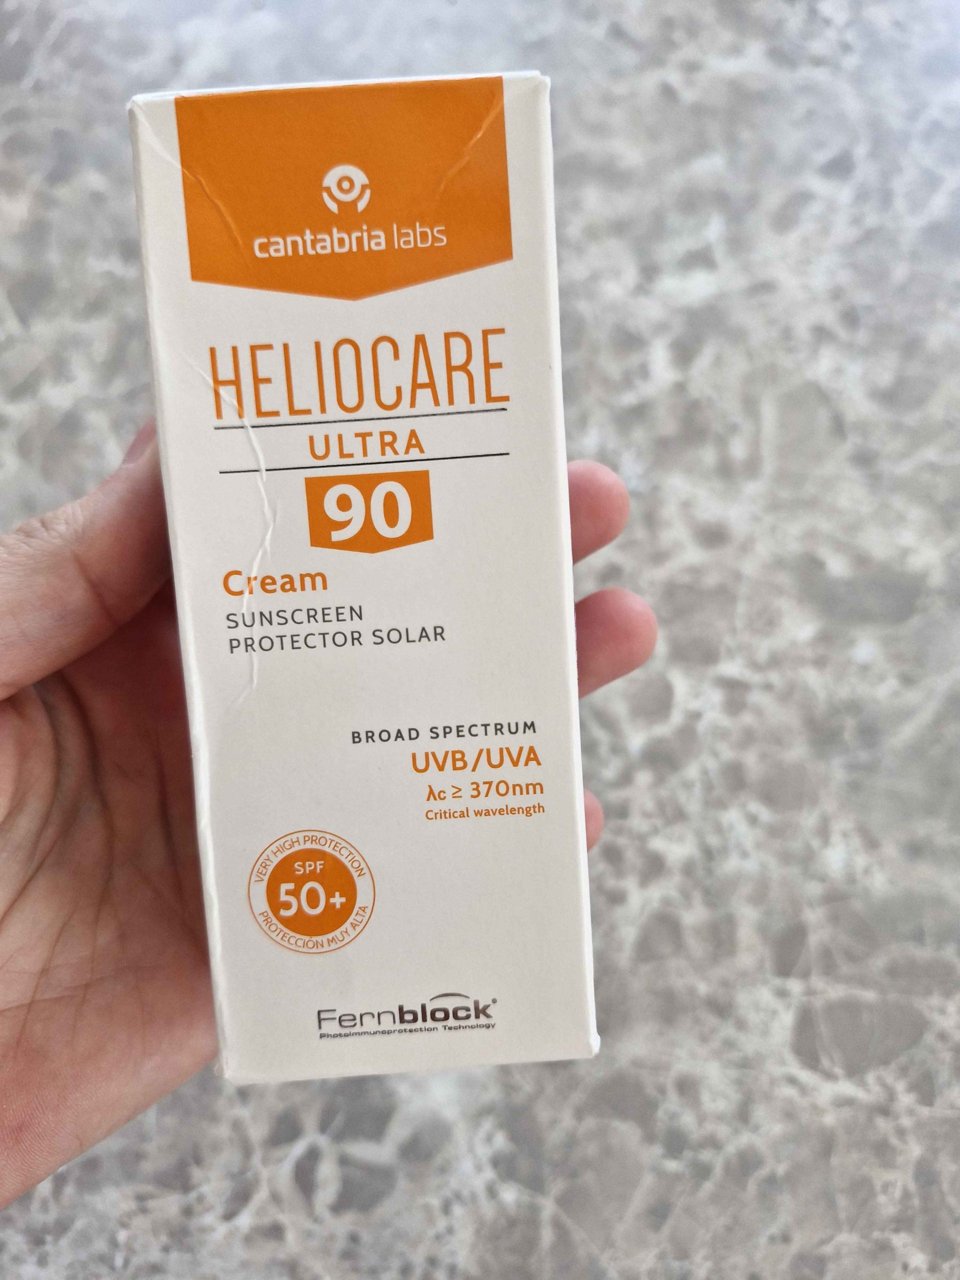 cantabria labs
HELIOCARE
ULTRA
90
Cream
SUNSCREEN
PROTECTOR SOLAR
BROAD SPECTRUM
UVB/UVA
λc ≥ 370nm
Critical wavelength
VERY HIGH PROTECTION
SPF
50+
PROTECCIÓN MUY ALTA
Fernblock®
Photoimmunoprotection Technology